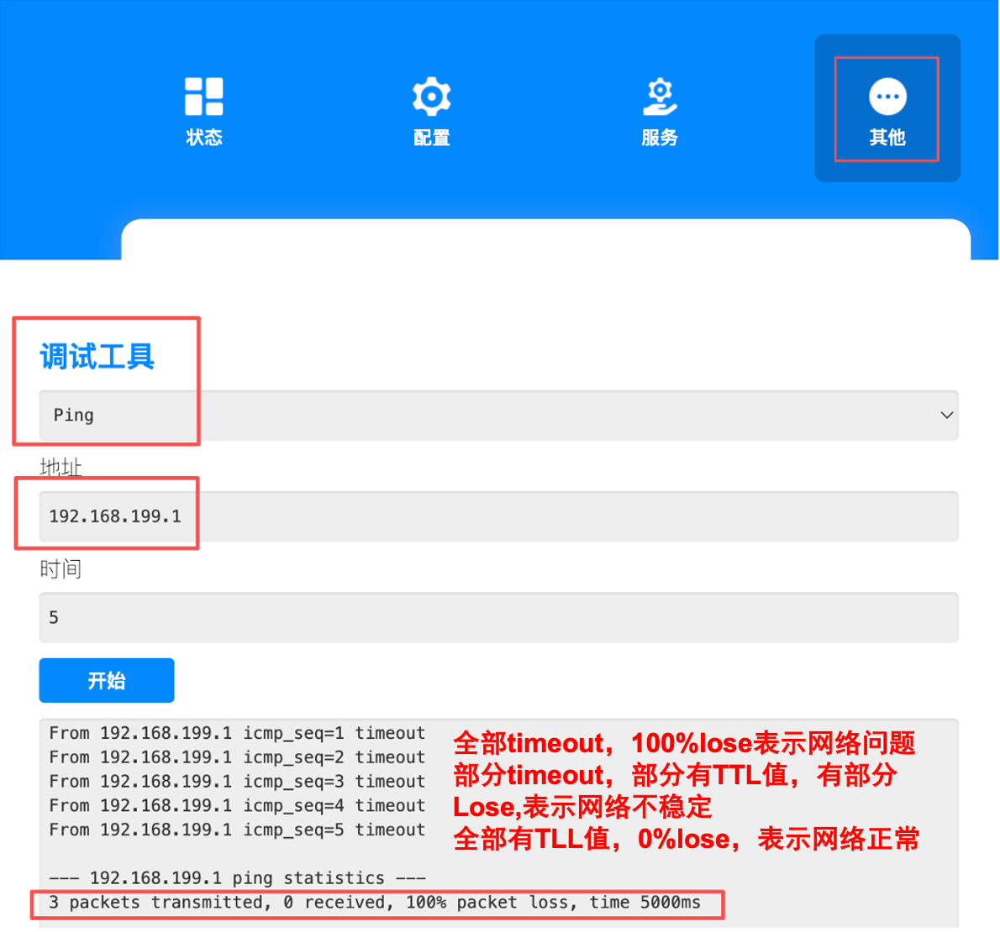 状态
配置
服务
其他
调试工具
Ping
地址
192.168.199.1
时间
5
开始
From 192.168.199.1 icmp_seq=1 timeout
From 192.168.199.1 icmp_seq=2 timeout
From 192.168.199.1 icmp_seq=3 timeout
From 192.168.199.1 icmp_seq=4 timeout
From 192.168.199.1 icmp_seq=5 timeout
全部timeout，100%lose表示网络问题
部分timeout，部分有TTL值，有部分
Lose,表示网络不稳定
全部有TLL值，0%lose，表示网络正常
--- 192.168.199.1 ping statistics ---
3 packets transmitted, 0 received, 100% packet loss, time 5000ms